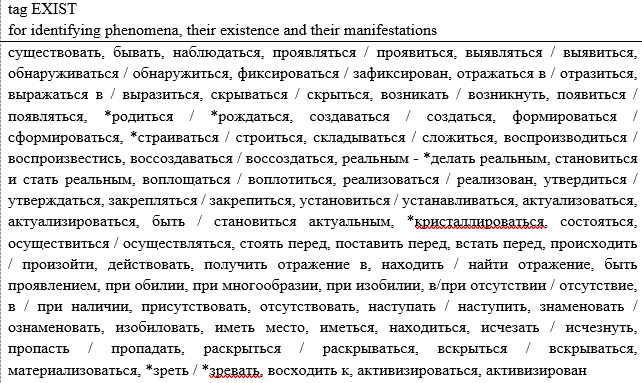 tag EXIST
for identifying phenomena, their existence and their manifestations
существовать, бывать, наблюдаться, проявляться / проявиться, выявляться / выявиться,
обнаруживаться / обнаружиться, фиксироваться / зафиксирован, отражаться в / отразиться,
выражаться в / выразиться, скрываться / скрыться, возникать / возникнуть, появиться /
появляться, *родиться / *рождаться, создаваться / создаться, формироваться /
сформироваться, *страиваться / строиться, складываться / сложиться, воспроизводиться /
воспроизвестись, воссоздаваться / воссоздаться, реальным - *делать реальным, становиться
и стать реальным, воплощаться / воплотиться, реализоваться / реализован, утвердиться /
утверждаться, закрепляться / закрепиться, установиться / устанавливаться, актуализоваться,
актуализироваться, быть / становиться актуальным, *кристаллироваться, состояться,
осуществиться / осуществляться, стоять перед, поставить перед, встать перед, происходить
/ произойти, действовать, получить отражение в, находить / найти отражение, быть
проявлением, при обилии, при многообразии, при изобилии, в/при отсутствии / отсутствие,
в / при наличии, присутствовать, отсутствовать, наступать / наступить, знаменовать /
ознаменовать, изобиловать, иметь место, иметься, находиться, исчезать / исчезнуть,
пропасть / пропадать, раскрыться / раскрываться, вскрыться / вскрываться,
материализоваться, *зреть / *зревать, восходить к, активизироваться, активизирован